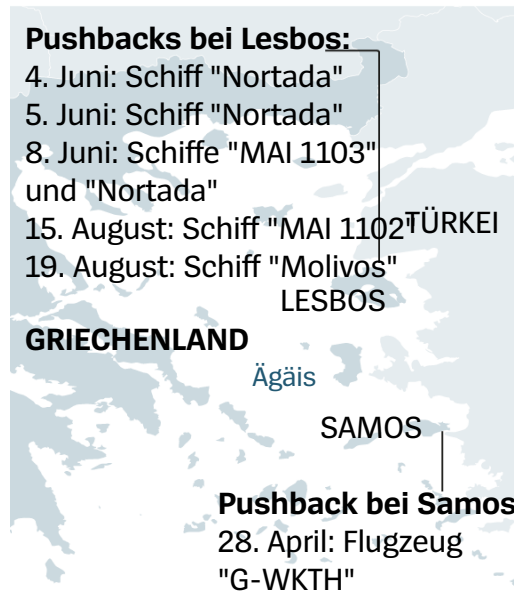 Pushbacks bei Lesbos:
4. Juni: Schiff "Nortada"
5. Juni: Schiff "Nortada"
8. Juni: Schiffe "MAI 1103"
und "Nortada"
15. August: Schiff "MAI 1102"
TÜRKEI
19. August: Schiff "Molivos"
LESBOS
GRIECHENLAND
Ägäis
SAMOS
Pushback bei Samos
28. April: Flugzeug
"G-WKTH"